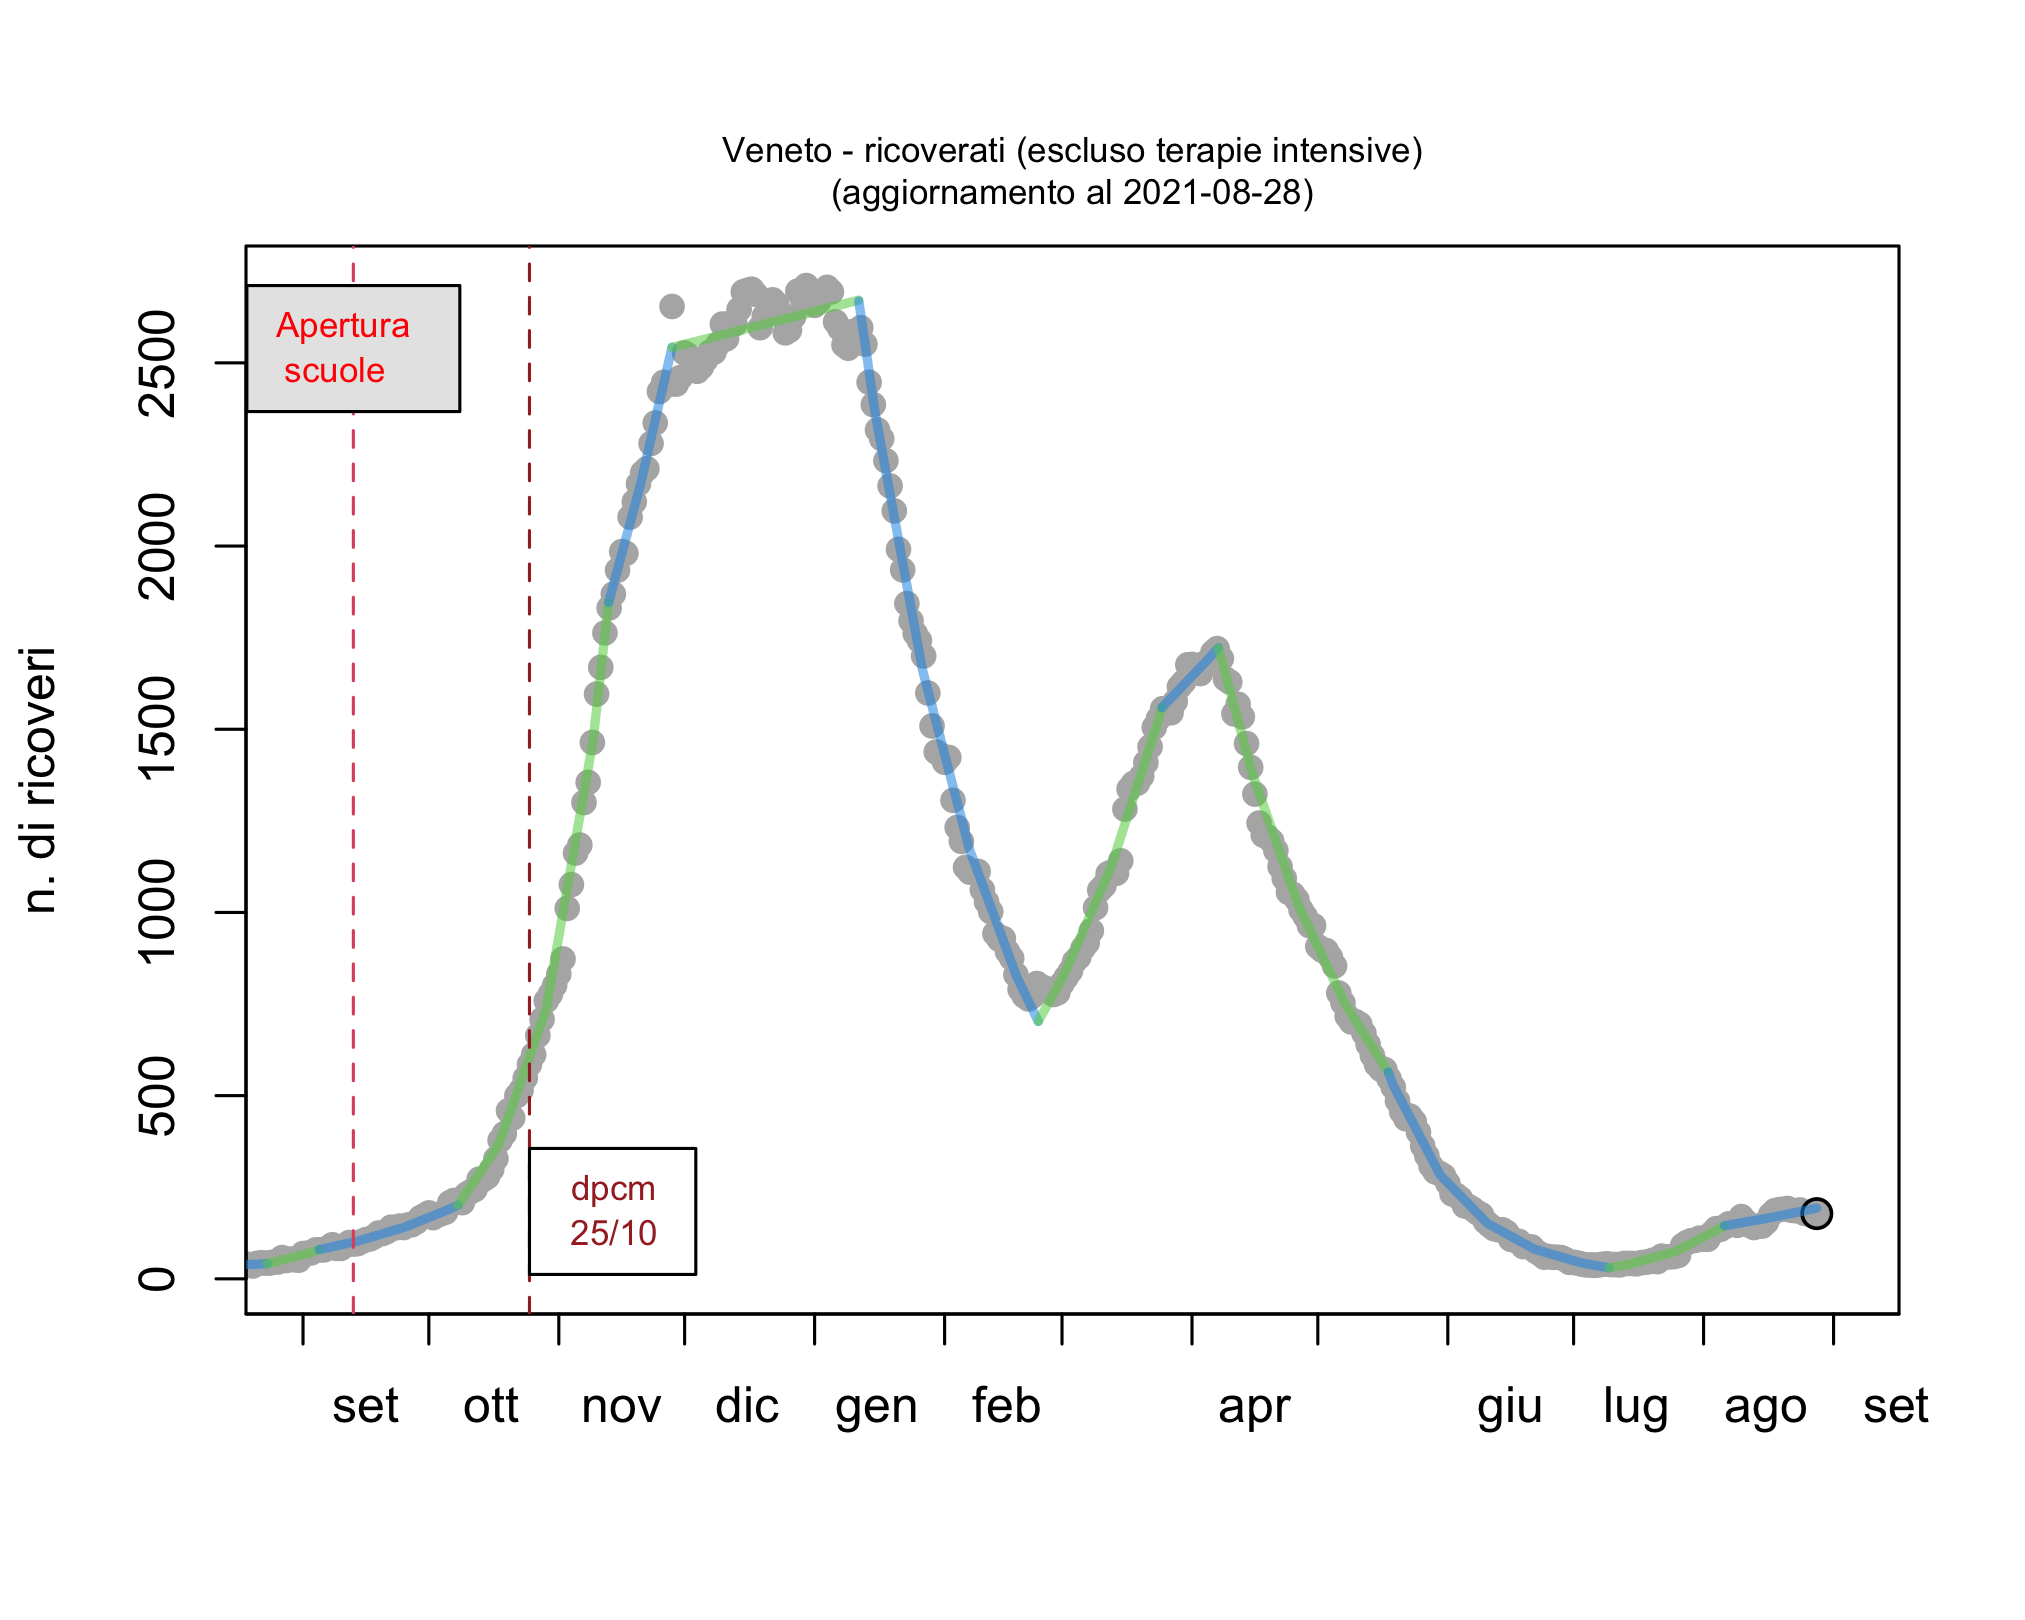 Veneto - ricoverati (escluso terapie intensive)
(aggiornamento al 2021-08-28)
Apertura
scuole
dpcm
25/10
n. di ricoveri
2500
2000
1500
1000
500
0
set ott nov dic gen feb apr giu lug ago set